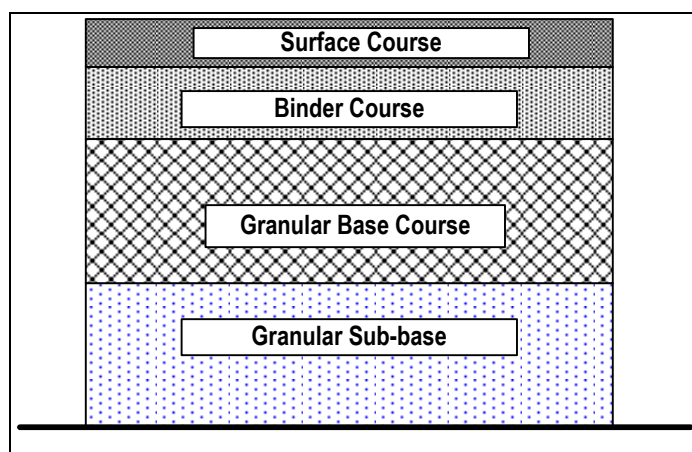 Surface Course
Binder Course
Granular Base Course
Granular Sub-base